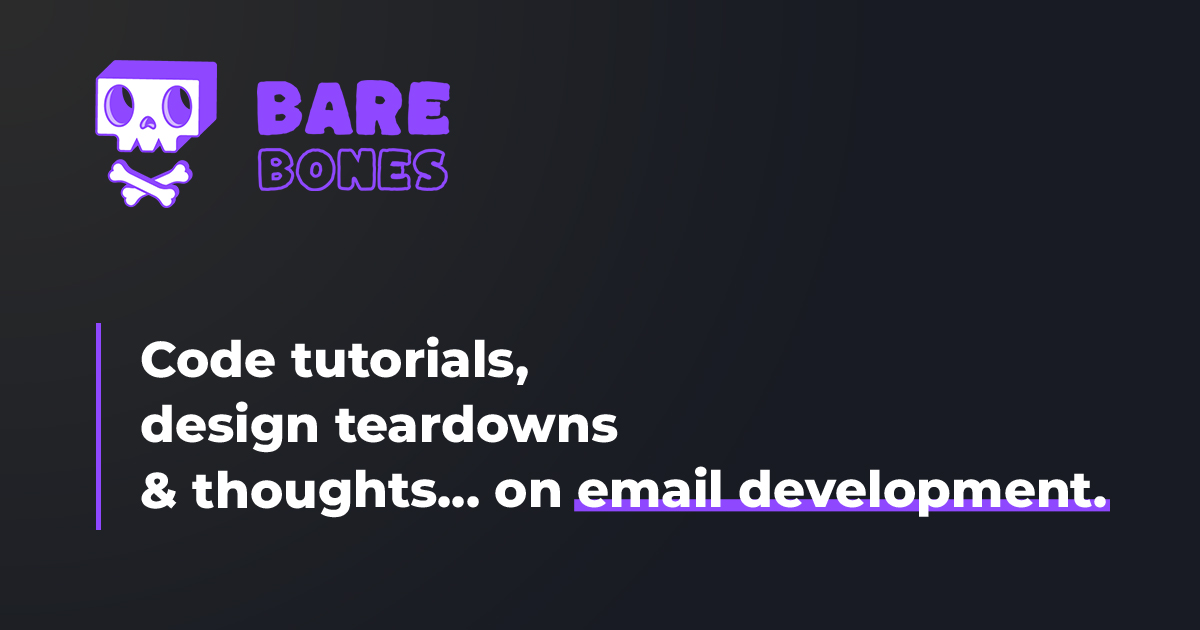 BARE
BONES
Code tutorials,
design teardowns
& thoughts... on email development.